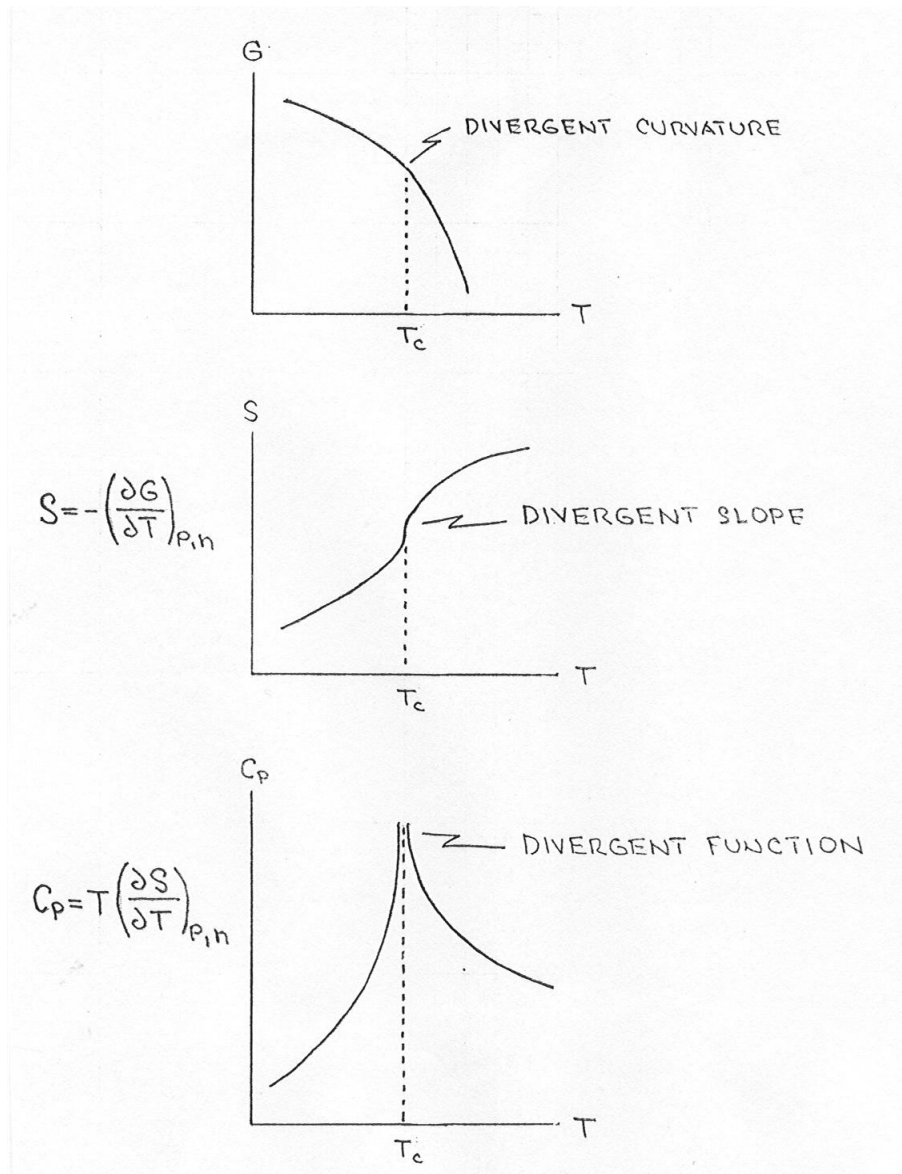 G
DIVERGENT CURVATURE
T
Tc
S
S=-(∂G/∂T)p,n
DIVERGENT SLOPE
T
Tc
Cp
DIVERGENT FUNCTION
Cp=T(∂S/∂T)p,n
T
Tc